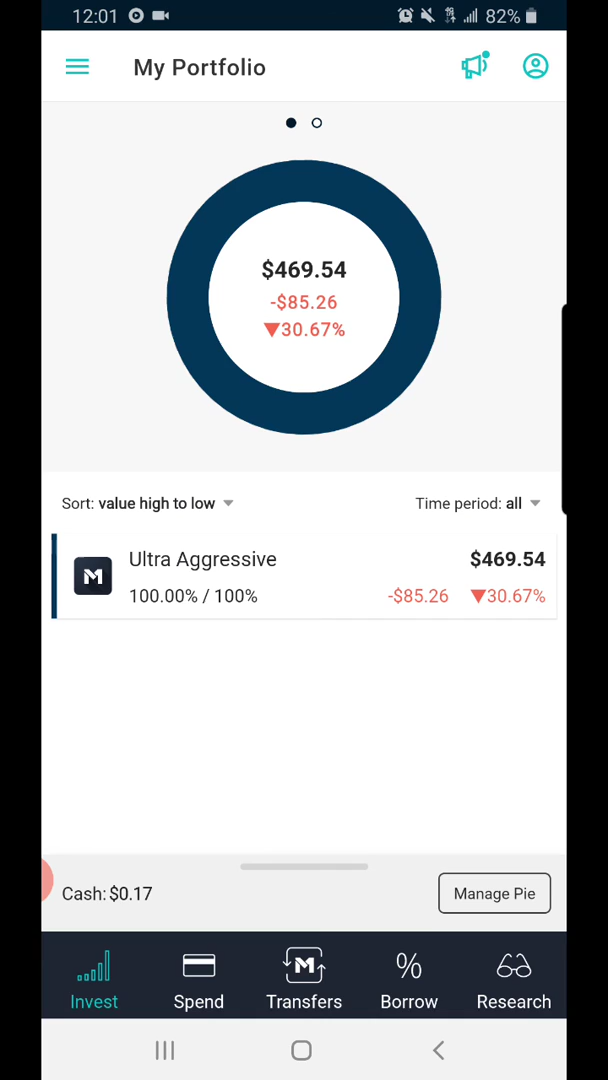 12:01 82%
My Portfolio
$469.54
-$85.26
▼30.67%
Sort: value high to low Time period: all
Ultra Aggressive $469.54
100.00% / 100% -$85.26 ▼30.67%
Cash: $0.17 Manage Pie
Invest Spend Transfers Borrow Research